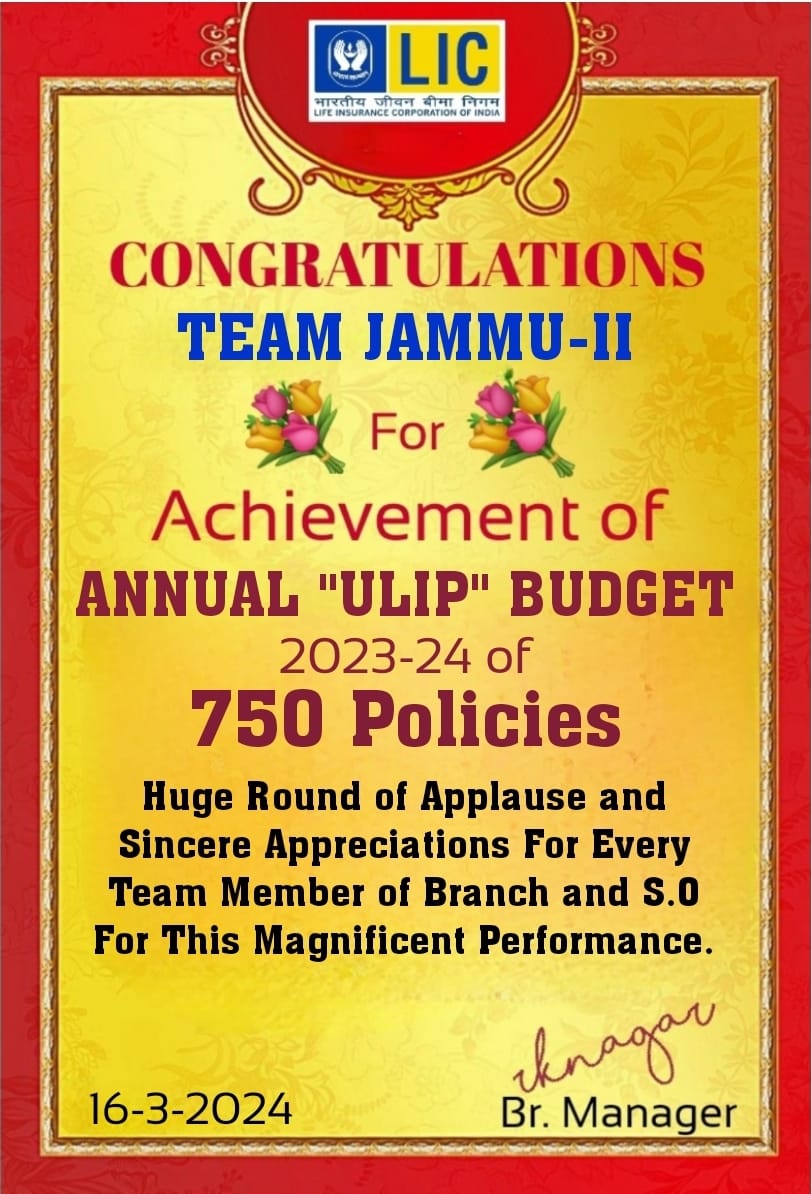 LIC
भारतीय जीवन बीमा निगम
LIFE INSURANCE CORPORATION OF INDIA
CONGRATULATIONS
TEAM JAMMU-II
For
Achievement of
ANNUAL "ULIP" BUDGET
2023-24 of
750 Policies
Huge Round of Applause and
Sincere Appreciations For Every
Team Member of Branch and S.O
For This Magnificent Performance.
rknagar
16-3-2024
Br. Manager